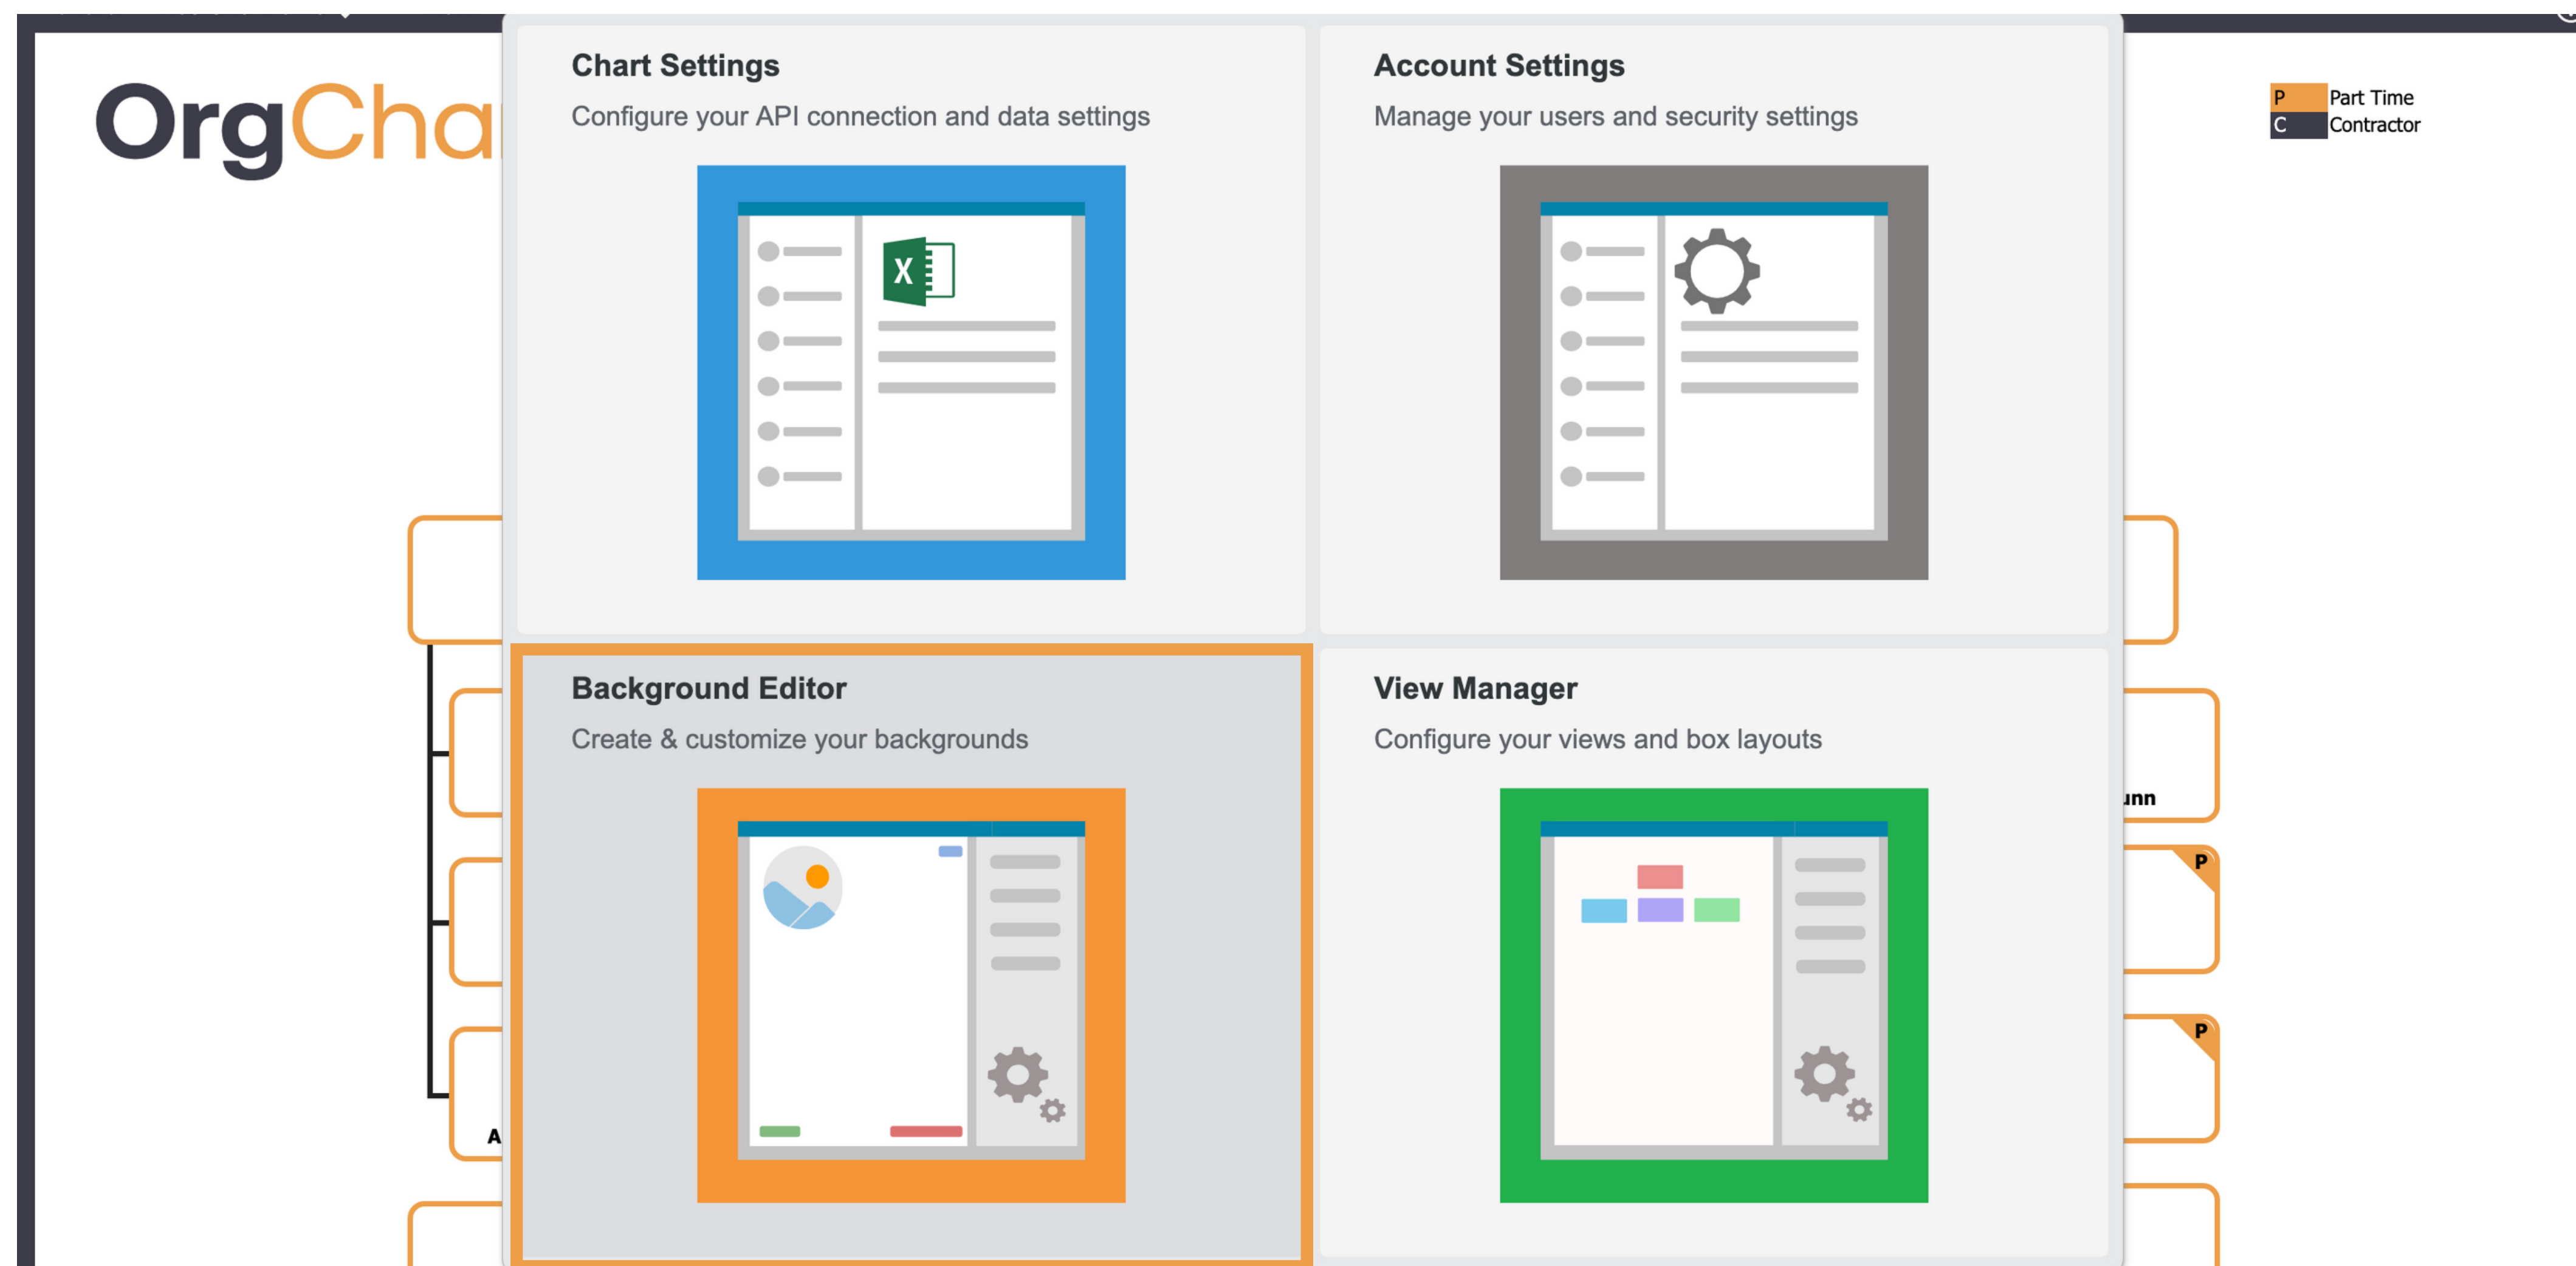 Chart Settings
Configure your API connection and data settings
Account Settings
Manage your users and security settings
OrgCha
P Part Time
C Contractor
X
Background Editor
Create & customize your backgrounds
View Manager
Configure your views and box layouts
unn
P
P
A